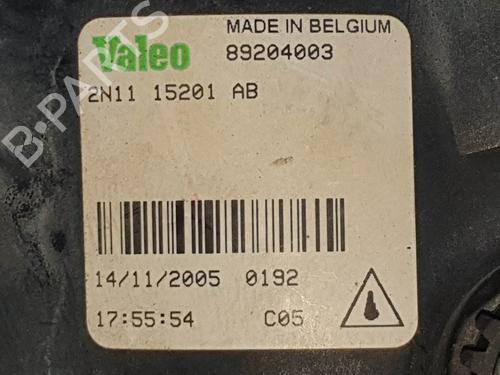 Valeo
MADE IN BELGIUM
89204003
2N11 15201 AB
14/11/2005 0192
17:55:54 C05
B-PARTS